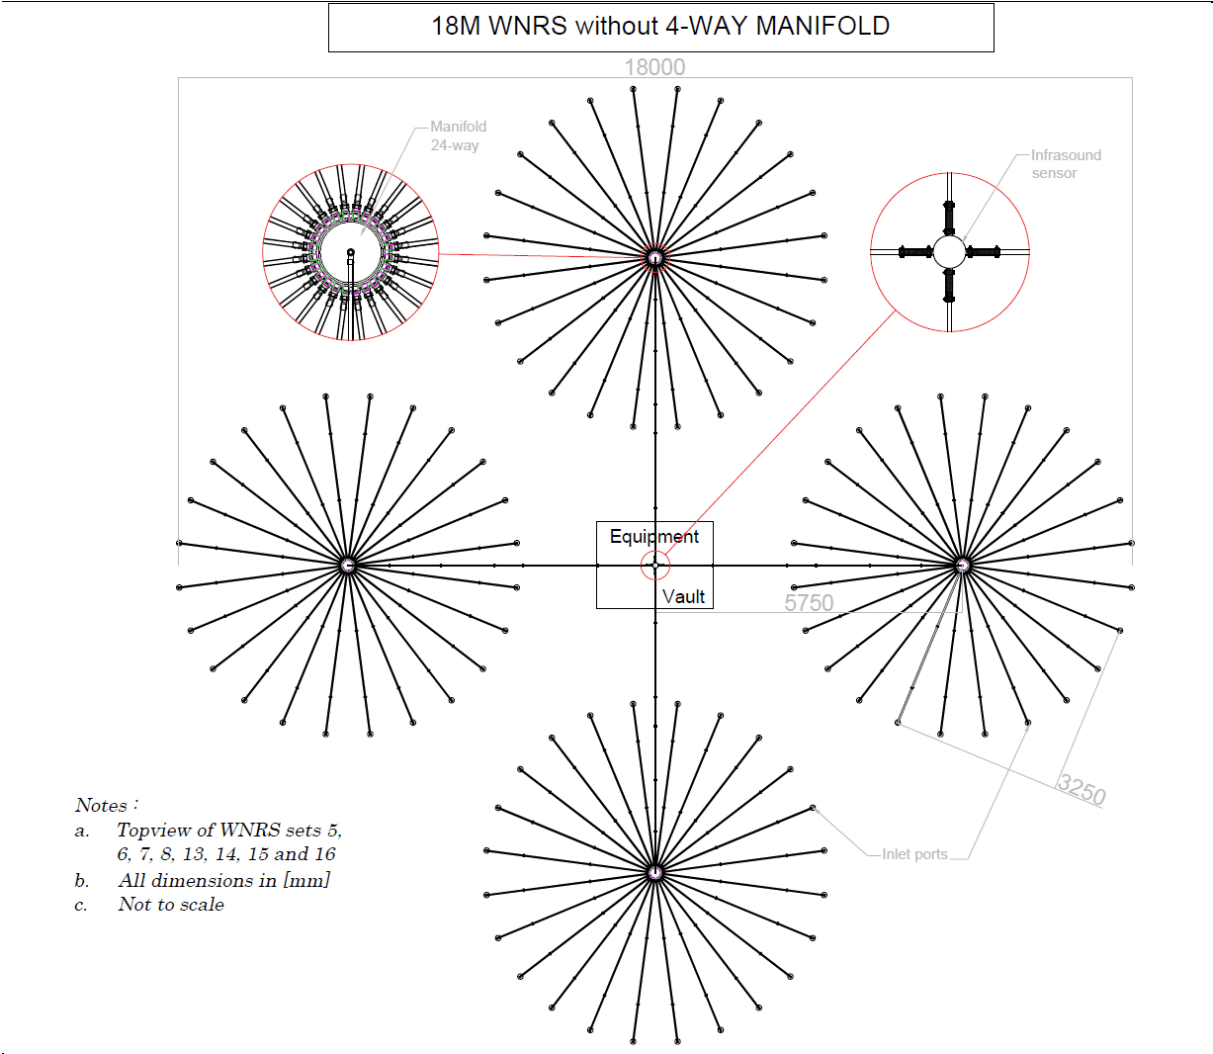 18M WNRS without 4-WAY MANIFOLD
18000
Manifold
24-way
Infrasound
sensor
Equipment
Vault
5750
3250
Inlet ports
Notes :
a. Topview of WNRS sets 5,
6, 7, 8, 13, 14, 15 and 16
b. All dimensions in [mm]
c. Not to scale